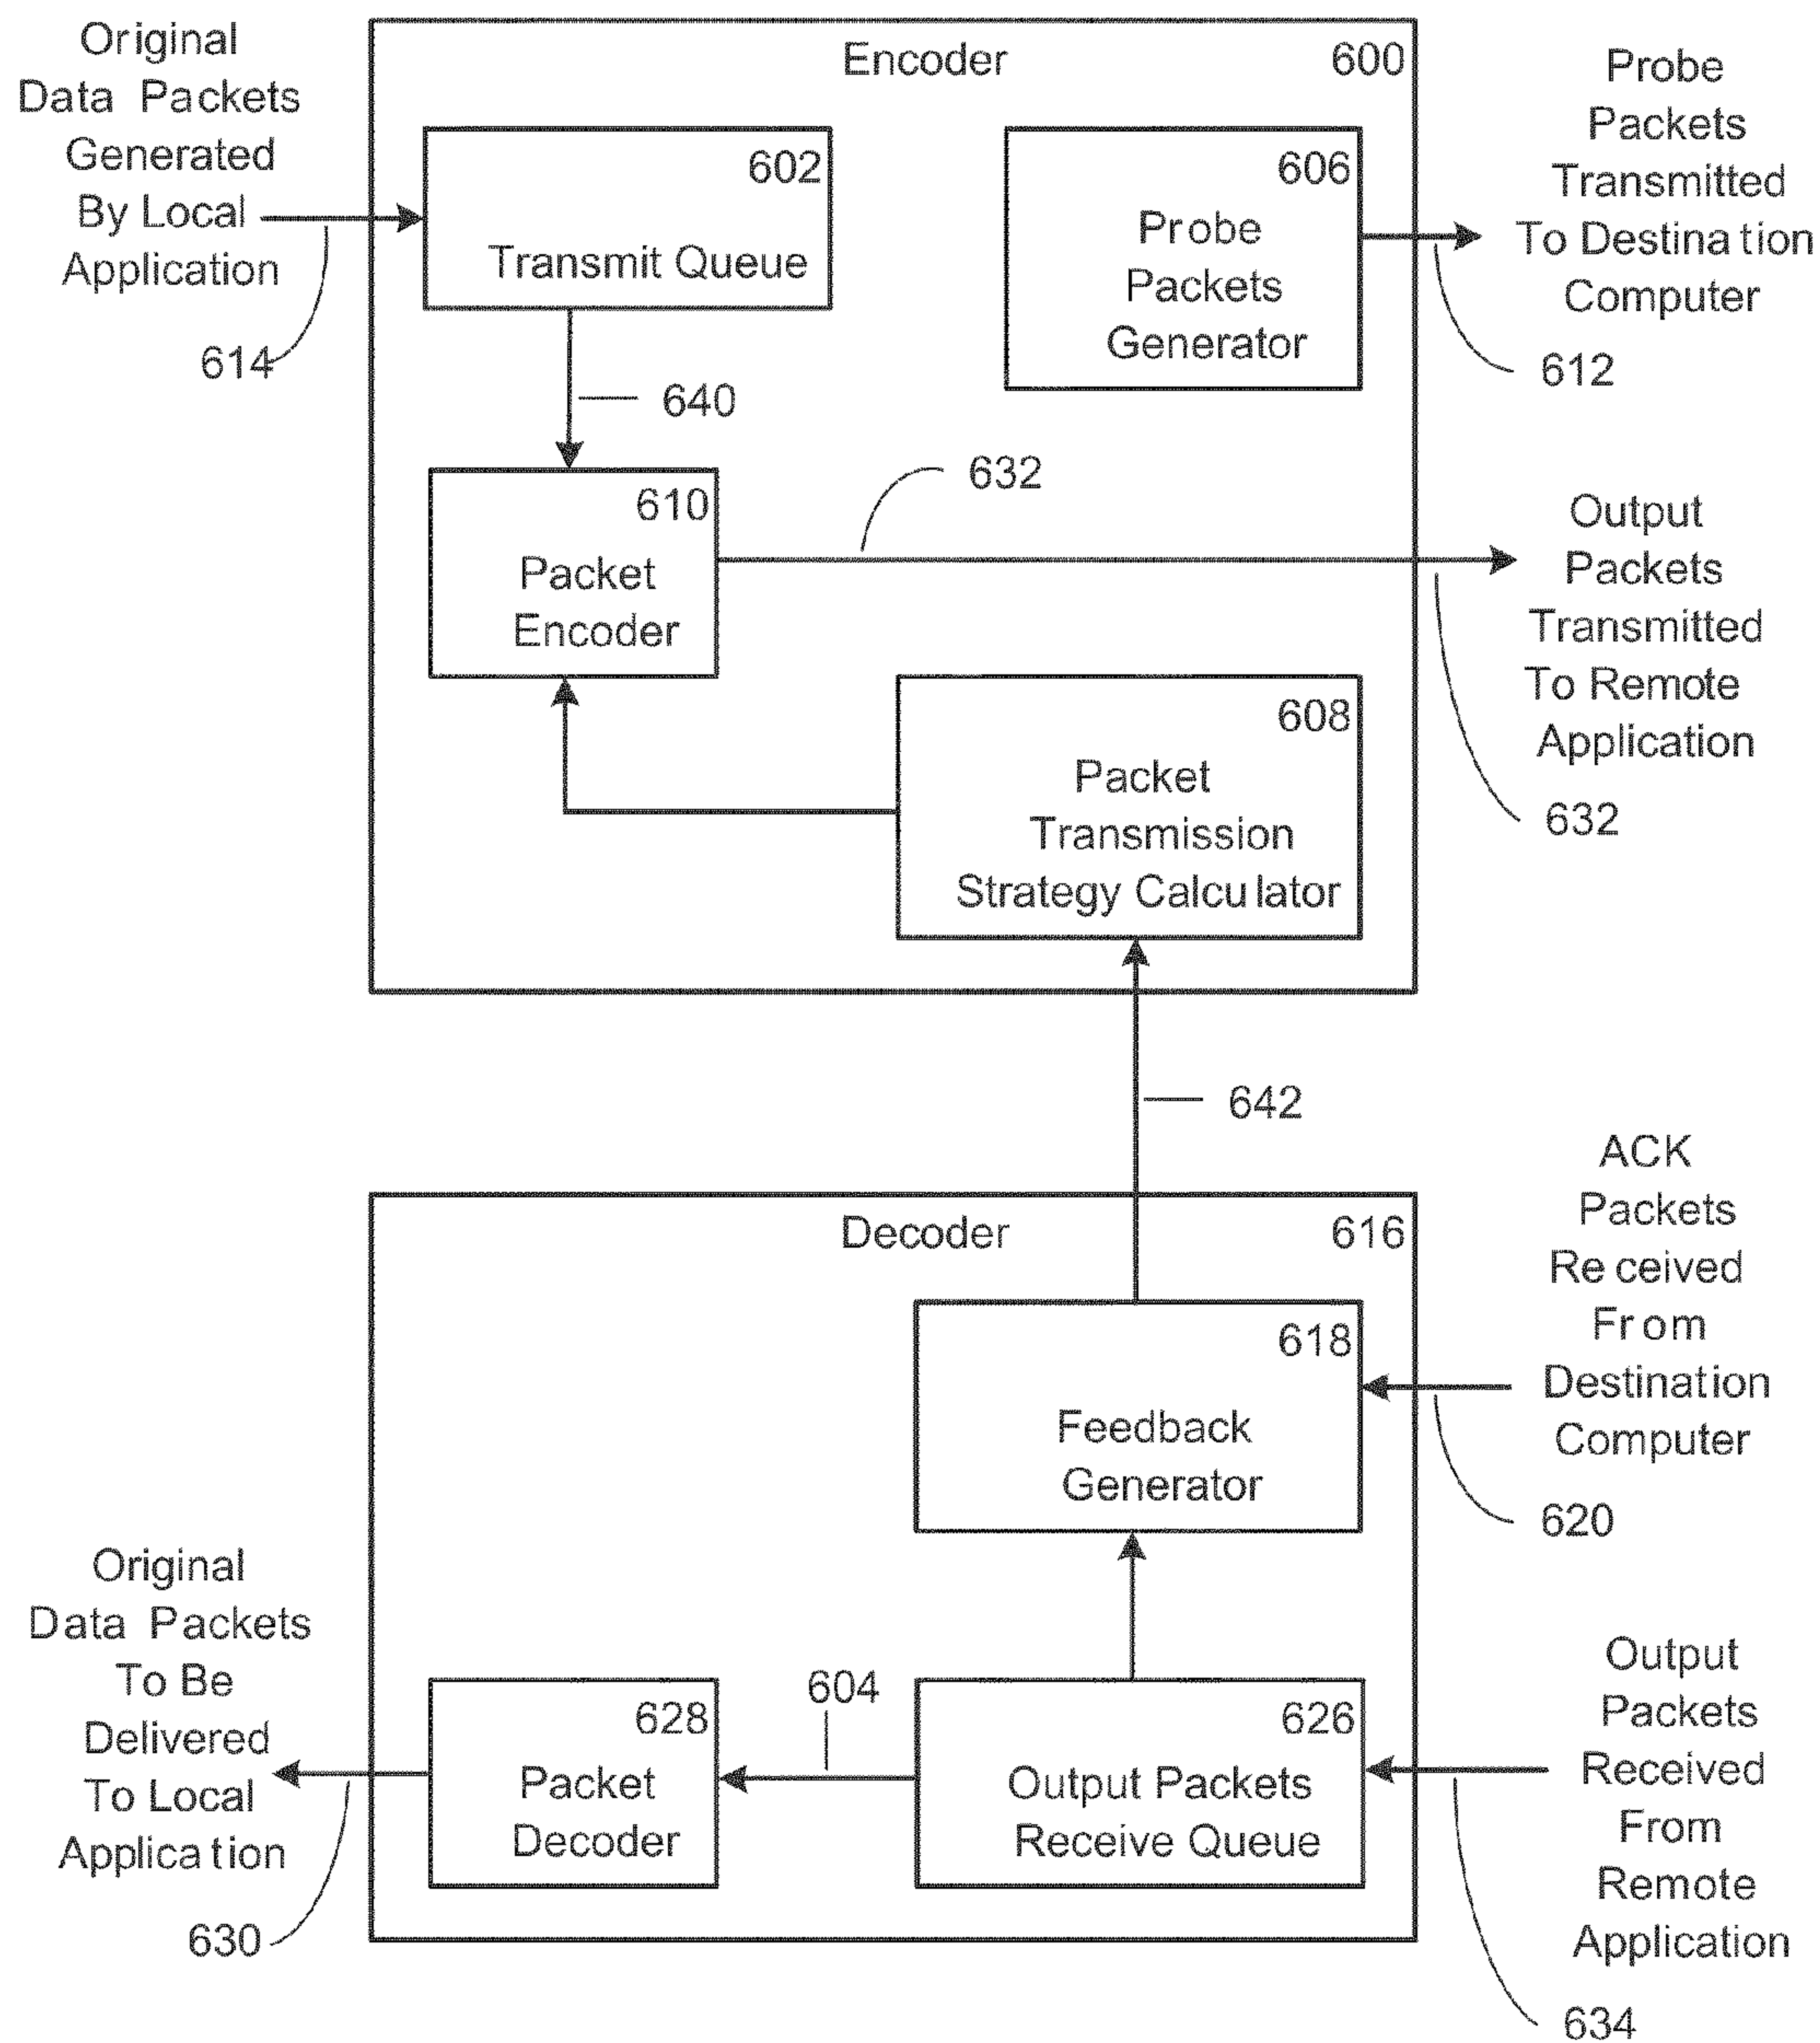 Original
Data Packets
Generated
By Local
Application
614
Encoder
600
602
Transmit Queue
606
Probe
Packets
Generator
Probe
Packets
Transmitted
To Destination
Computer
612
640
632
610
Packet
Encoder
Output
Packets
Transmitted
To Remote
Application
632
608
Packet
Transmission
Strategy Calculator
642
Decoder
616
618
Feedback
Generator
ACK
Packets
Received
From
Destination
Computer
620
Original
Data Packets
To Be
Delivered
To Local
Application
630
628
Packet
Decoder
604
626
Output Packets
Receive Queue
Output
Packets
Received
From
Remote
Application
634